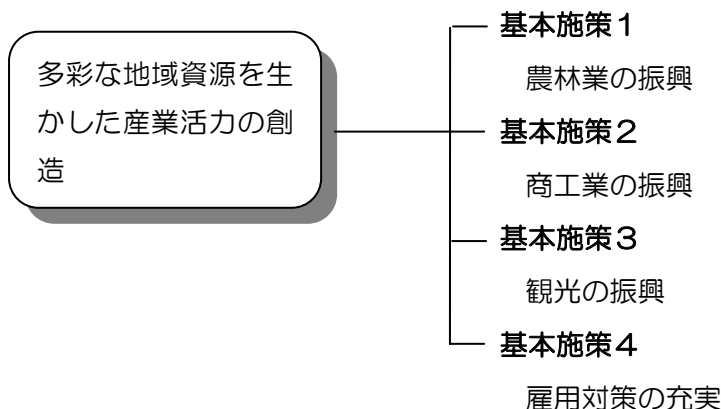 多彩な地域資源を生
かした産業活力の創
造
基本施策1
農林業の振興
基本施策2
商工業の振興
基本施策3
観光の振興
基本施策4
雇用対策の充実